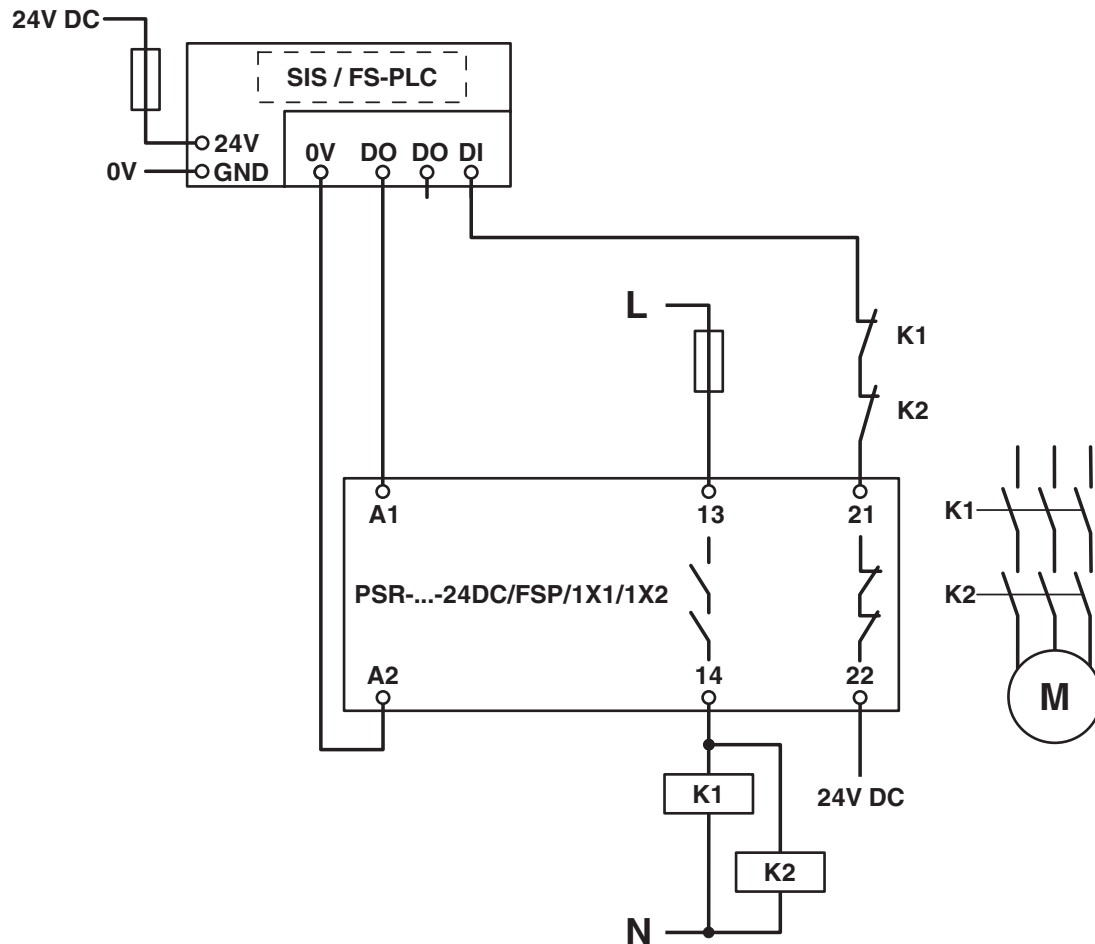 24V DC
SIS / FS-PLC
24V
0V DO DO DI
0V
GND
L
K1
K2
A1 13 21
K1
PSR-...-24DC/FSP/1X1/1X2
K2
A2 14 22
M
K1
24V DC
K2
N